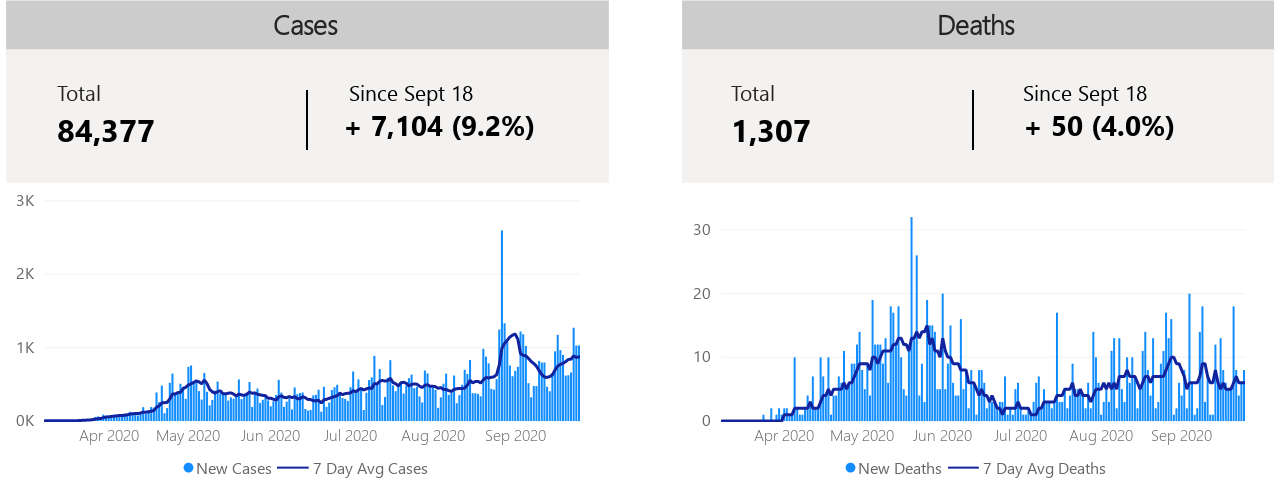 Cases
Total
84,377
Since Sept 18
+ 7,104 (9.2%)
3K
2K
1K
0K
Apr 2020 May 2020 Jun 2020 Jul 2020 Aug 2020 Sep 2020
New Cases 7 Day Avg Cases
Deaths
Total
1,307
Since Sept 18
+ 50 (4.0%)
30
20
10
0
Apr 2020 May 2020 Jun 2020 Jul 2020 Aug 2020 Sep 2020
New Deaths 7 Day Avg Deaths